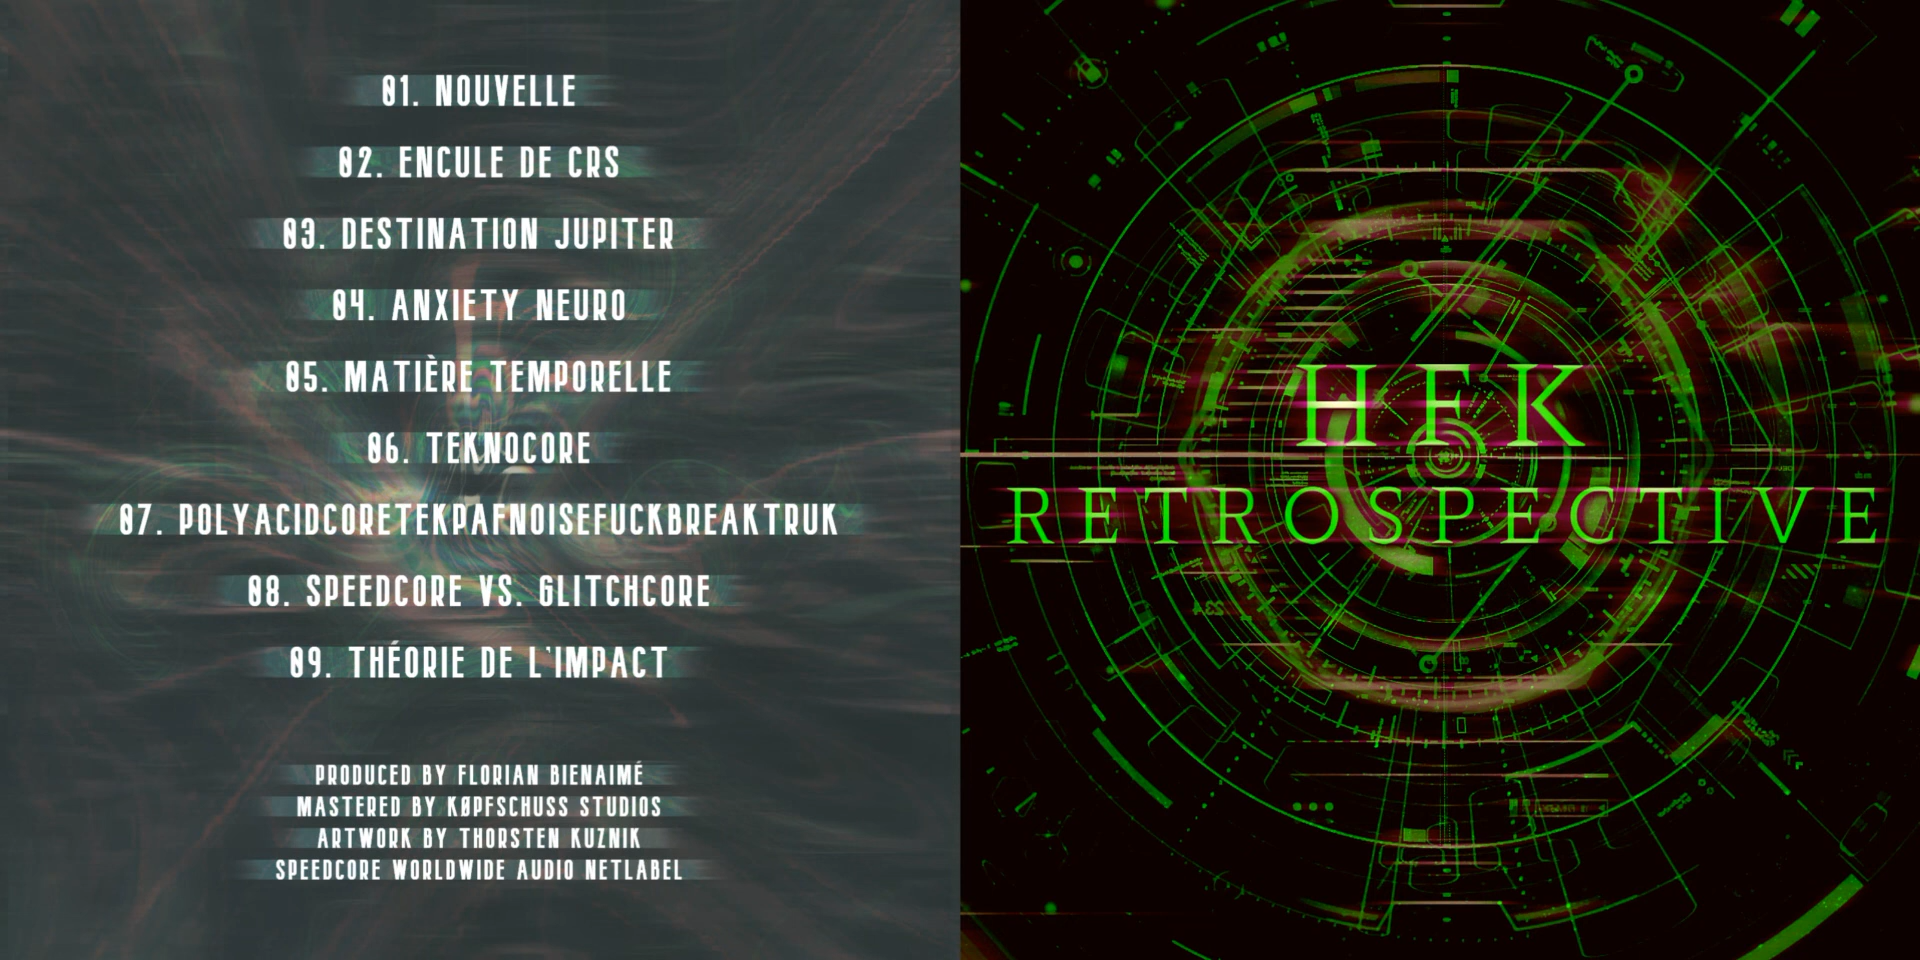 01. NOUVELLE
02. ENCULE DE CRS
03. DESTINATION JUPITER
04. ANXIETY NEURO
05. MATIÈRE TEMPORELLE
06. TEKNOCORE
07. POLYACIDCORETEKPAFNOISEFUCKBREAKTRUK
08. SPEEDCORE VS. GLITCHCORE
09. THÉORIE DE L'IMPACT
PRODUCED BY FLORIAN BIENAIMÉ
MASTERED BY KØPFSCHUSS STUDIOS
ARTWORK BY THORSTEN KUZNIK
SPEEDCORE WORLDWIDE AUDIO NETLABEL
HFK
RETROSPECTIVE